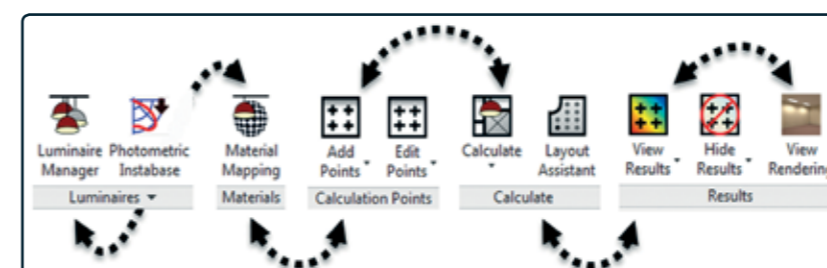 Luminaire Photometric Material Add Edit Calculate Layout View Hide View
Manager Instabase Mapping Points Points Assistant Results Results Rendering
Luminaires Materials Calculation Points Calculate Results